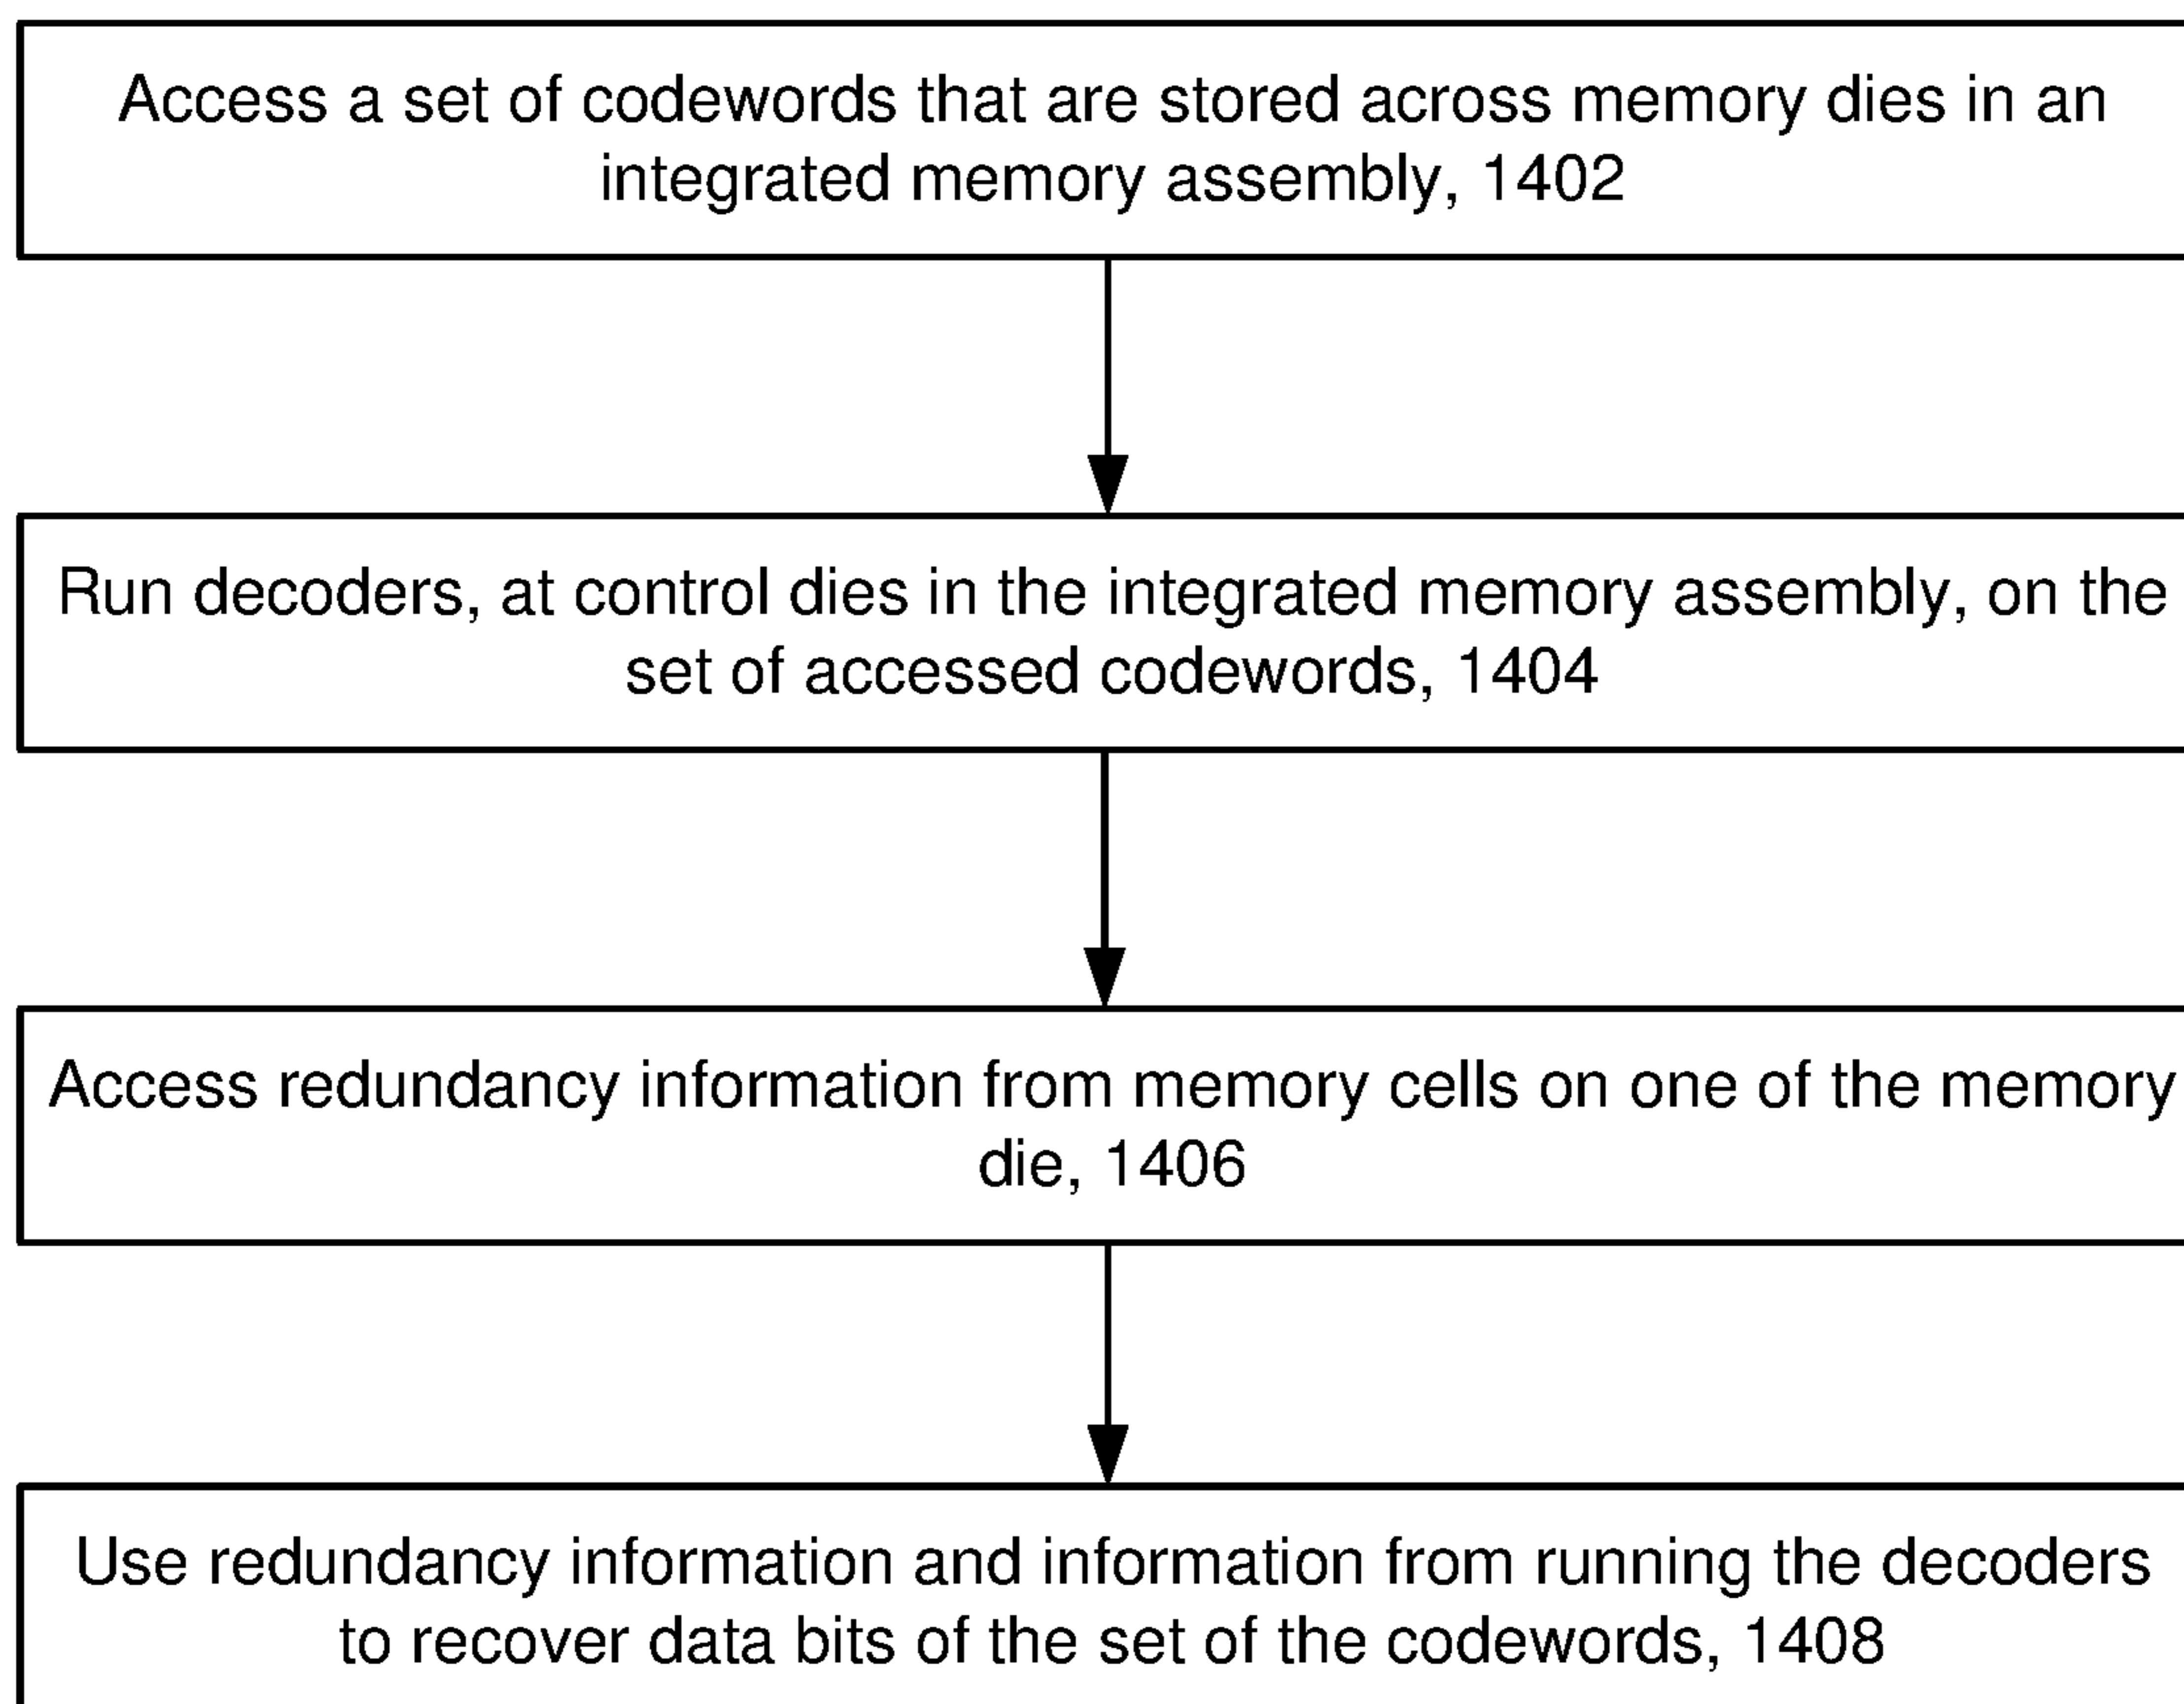 Access a set of codewords that are stored across memory dies in an
integrated memory assembly, 1402
Run decoders, at control dies in the integrated memory assembly, on the
set of accessed codewords, 1404
Access redundancy information from memory cells on one of the memory
die, 1406
Use redundancy information and information from running the decoders
to recover data bits of the set of the codewords, 1408